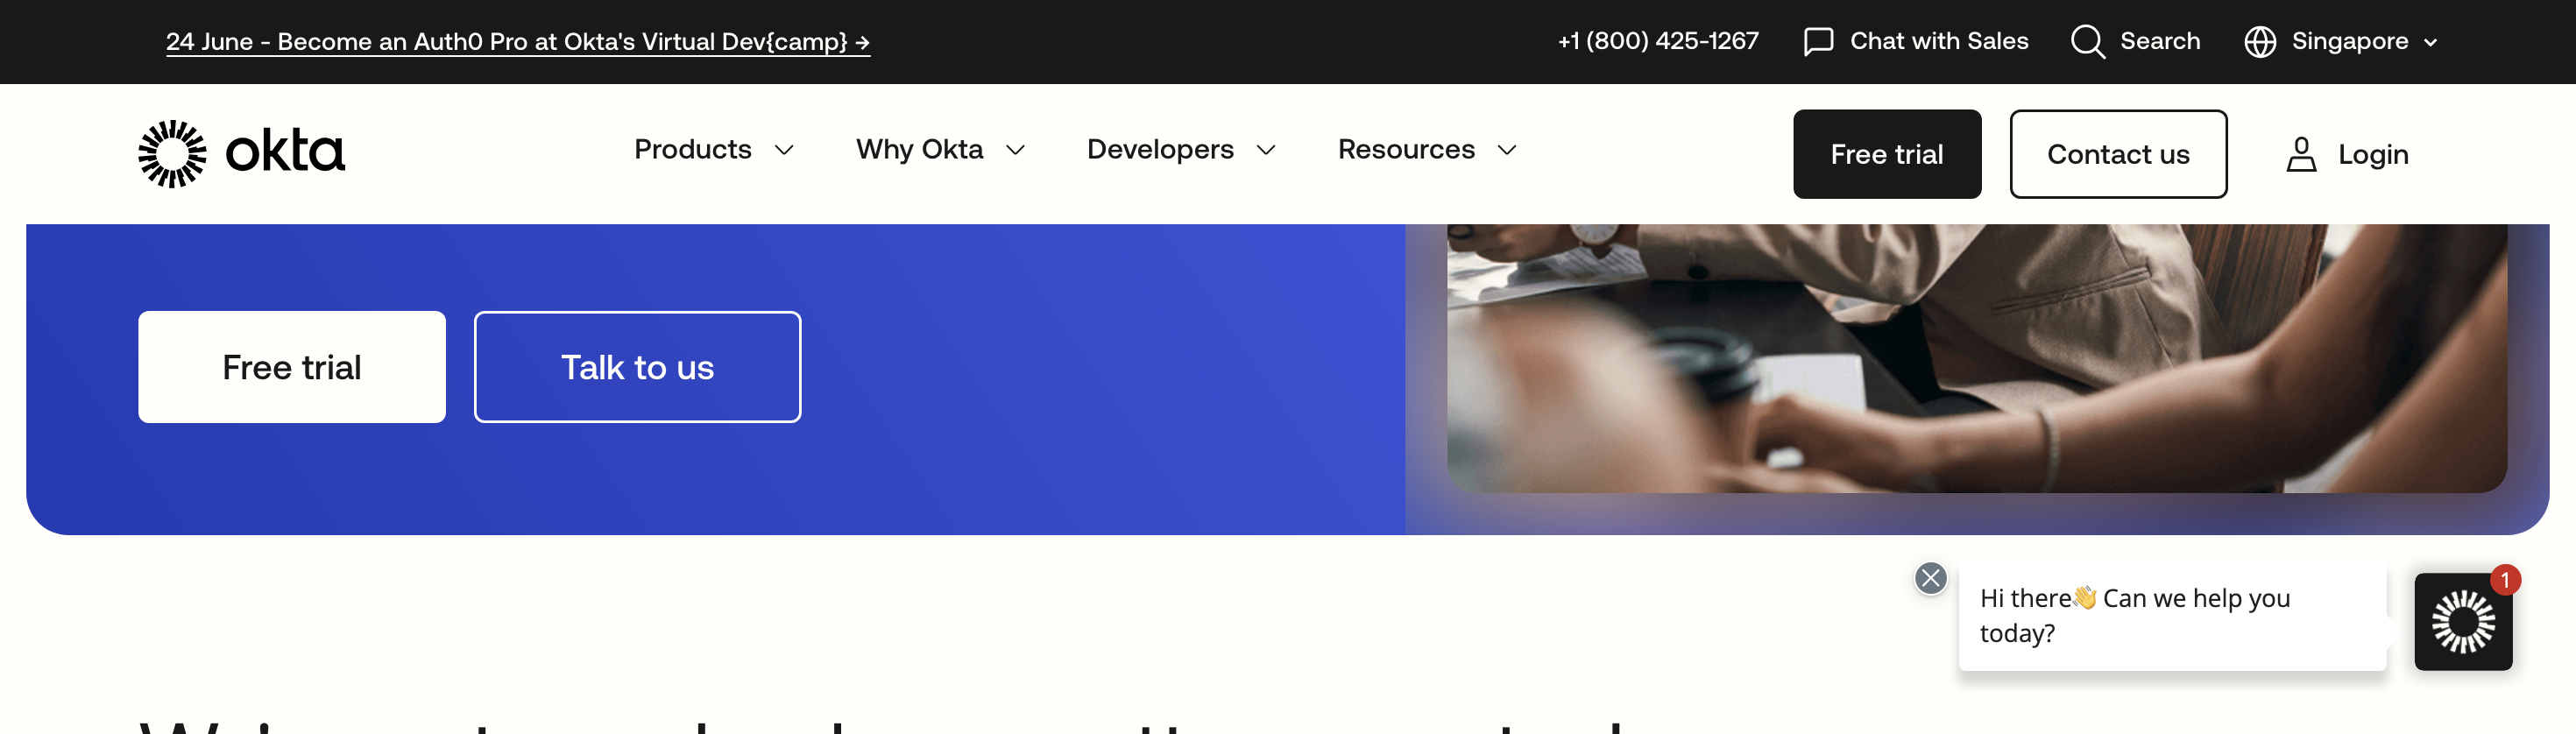 24 June - Become an Auth0 Pro at Okta's Virtual Dev{camp} →
+1 (800) 425-1267
Chat with Sales
Search
Singapore
okta
Products
Why Okta
Developers
Resources
Free trial
Contact us
Login
Free trial
Talk to us
1
Hi there👋 Can we help you
today?